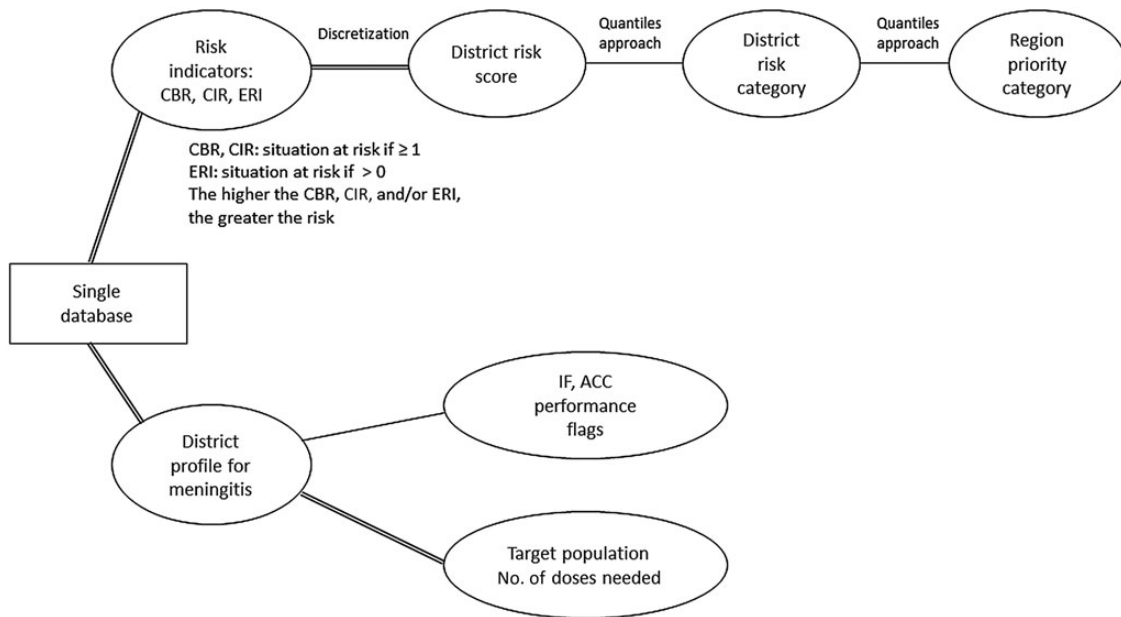 Risk
indicators:
CBR, CIR, ERI
Discretization
District risk
score
Quantiles
approach
District
risk
category
Quantiles
approach
Region
priority
category
CBR, CIR: situation at risk if ≥ 1
ERI: situation at risk if > 0
The higher the CBR, CIR, and/or ERI,
the greater the risk
Single
database
District
profile for
meningitis
IF, ACC
performance
flags
Target population
No. of doses needed